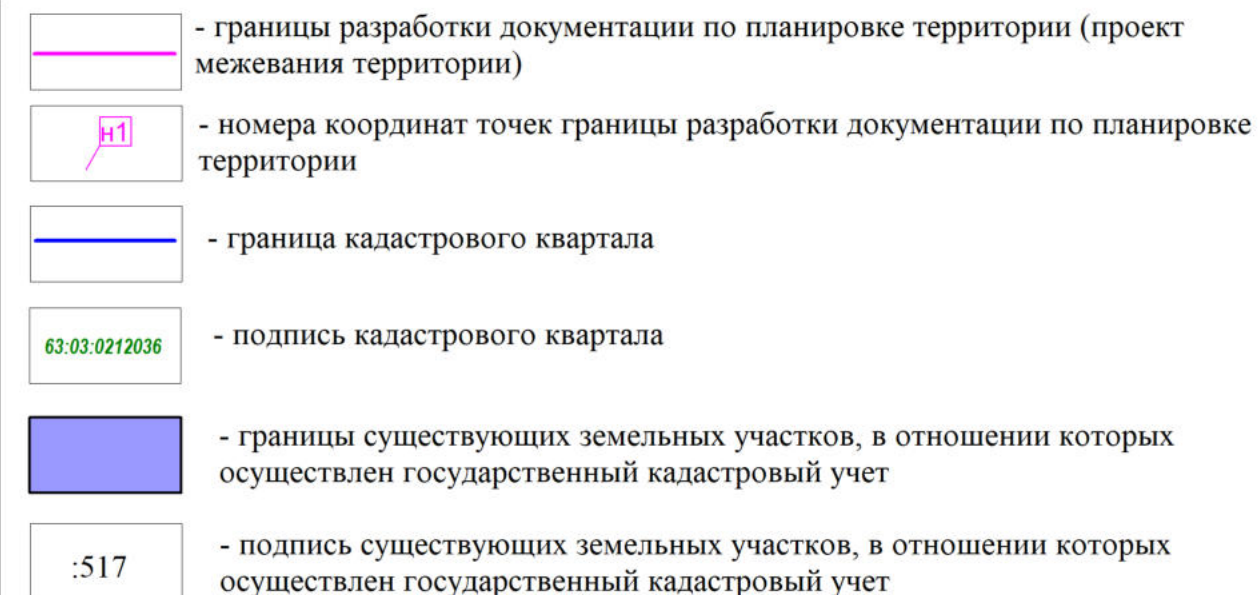 - границы разработки документации по планировке территории (проект
межевания территории)
н1
- номера координат точек границы разработки документации по планировке
территории
- граница кадастрового квартала
63:03:0212036
- подпись кадастрового квартала
- границы существующих земельных участков, в отношении которых
осуществлен государственный кадастровый учет
:517
- подпись существующих земельных участков, в отношении которых
осуществлен государственный кадастровый учет